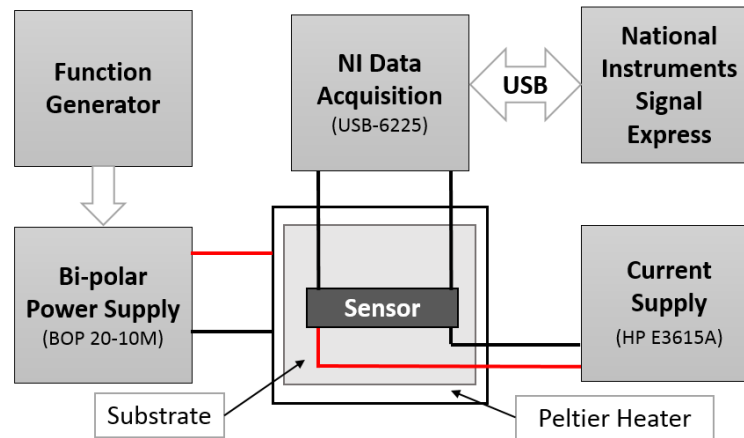 Function
Generator
NI Data
Acquisition
(USB-6225)
USB
National
Instruments
Signal
Express
Bi-polar
Power Supply
(BOP 20-10M)
Sensor
Current
Supply
(HP E3615A)
Substrate
Peltier Heater